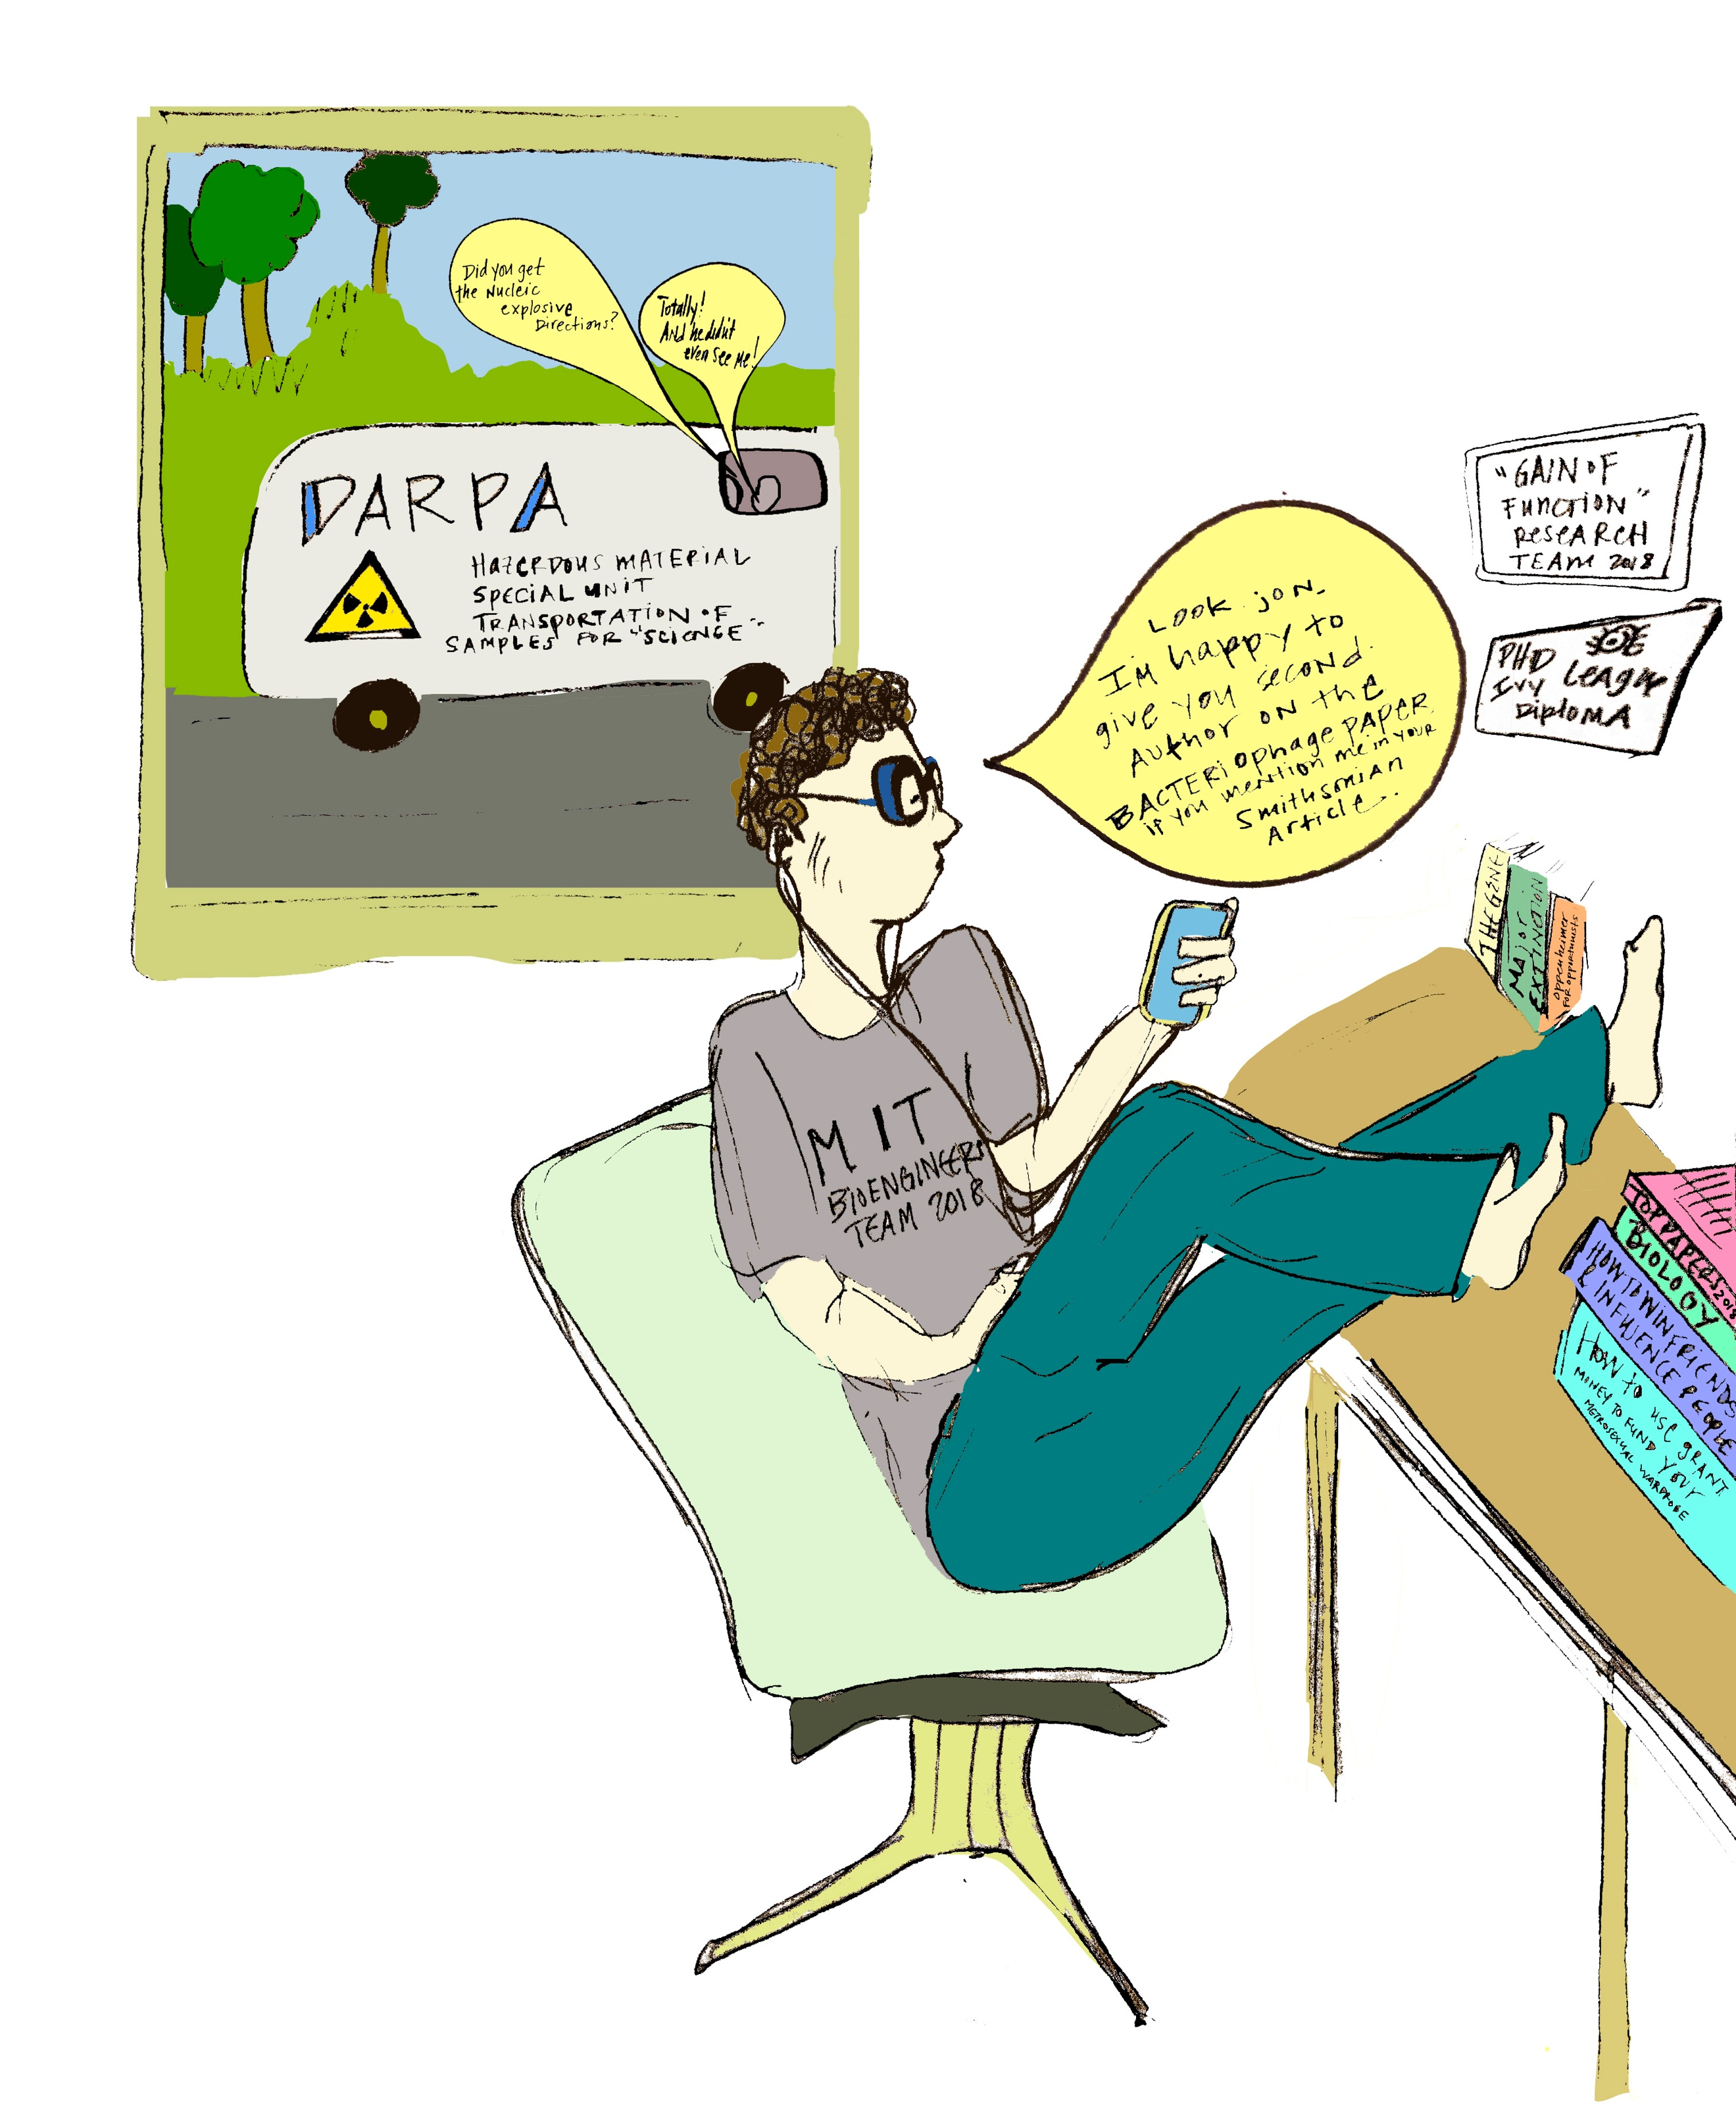 Did you get
the Nucleic
explosive
Directions?
Totally!
And he didn't
even see me!
DARPA
HAZERDOUS MATERIAL
SPECIAL UNIT
TRANSPORTATION OF
SAMPLES FOR "SCIENCE"
Look jon.
I'm happy to
give you second
Author on the
BACTERiophage PAPER
if you mention me in your
Smithsonian
Article.
"GAIN OF
FUNCTION"
RESEARCH
TEAM 2018
PHD
IVY League
Diploma
THE GENE
MAJOR
EXTINCTION
Oppenheimer
FOR opportunists
MIT
BIOENGINEERS
TEAM 2018
TOP PAPERS 2018
BIOLOGY
HOW TO WIN FRIENDS
& INFLUENCE PEOPLE
HOW to use grant
MONEY TO FUND YOUR
METROSEXUAL WARDROBE